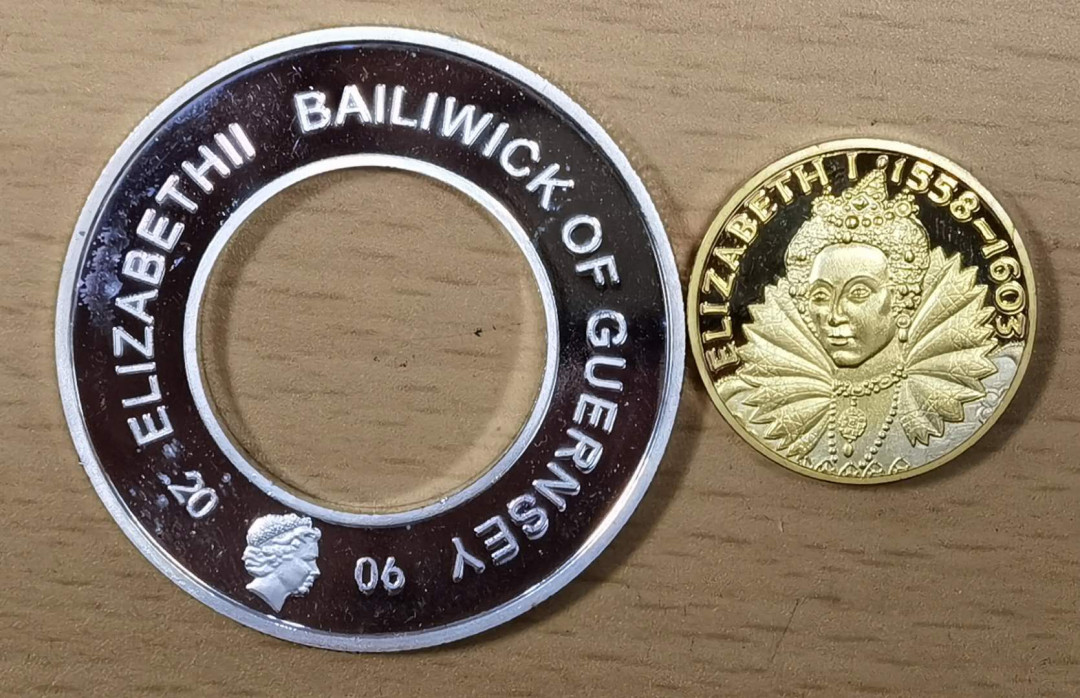 ELIZABETH II BAILIWICK OF GUERNSEY
20 06
ELIZABETH I 1558-1603